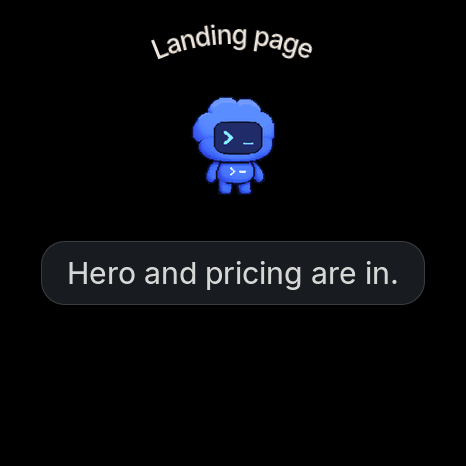 Landing page
>_
>-
Hero and pricing are in.